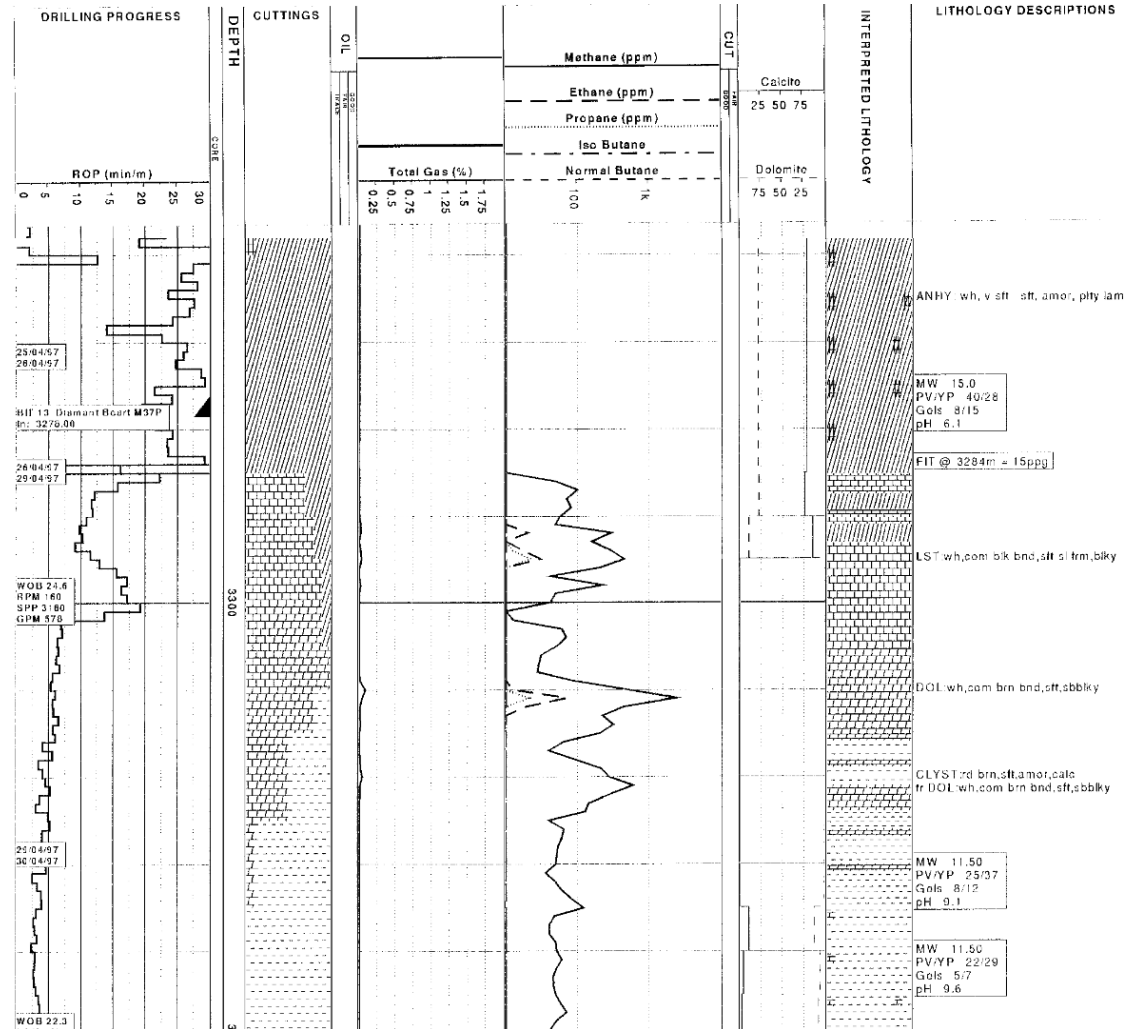 DRILLING PROGRESS
DEPTH
CUTTINGS
OIL
CUT
INTERPRETED LITHOLOGY
LITHOLOGY DESCRIPTIONS
CORE
GOOD
FAIR
Methane (ppm)
Ethane (ppm)
Propane (ppm)
Iso Butane
Normal Butane
Calcite
25 50 75
Dolomite
75 50 25
ROP (min/m)
0 5 10 15 20 25 30
Total Gas (%)
0.25 0.5 0.75 1 1.25 1.5 1.75
100 1k
ANHY: wh, v sft - sft, amor, plty lam
25/04/97
26/04/97
MW 15.0
PV/YP 40/28
Gels 8/15
pH 6.1
BIT 13 Diamant Boart M37P
In: 3278.00
FIT @ 3284m = 15ppg
26/04/97
29/04/97
LST:wh,com blk bnd,sft sl frm,blky
WOB 24.6
RPM 160
SPP 3160
GPM 576
3300
DOL:wh,com brn bnd,sft,sbblky
CLYST:rd brn,sft,amor,calc
fr DOL:wh,com brn bnd,sft,sbblky
29/04/97
30/04/97
MW 11.50
PV/YP 25/37
Gels 8/12
pH 9.1
MW 11.50
PV/YP 22/29
Gels 5/7
pH 9.6
WOB 22.3